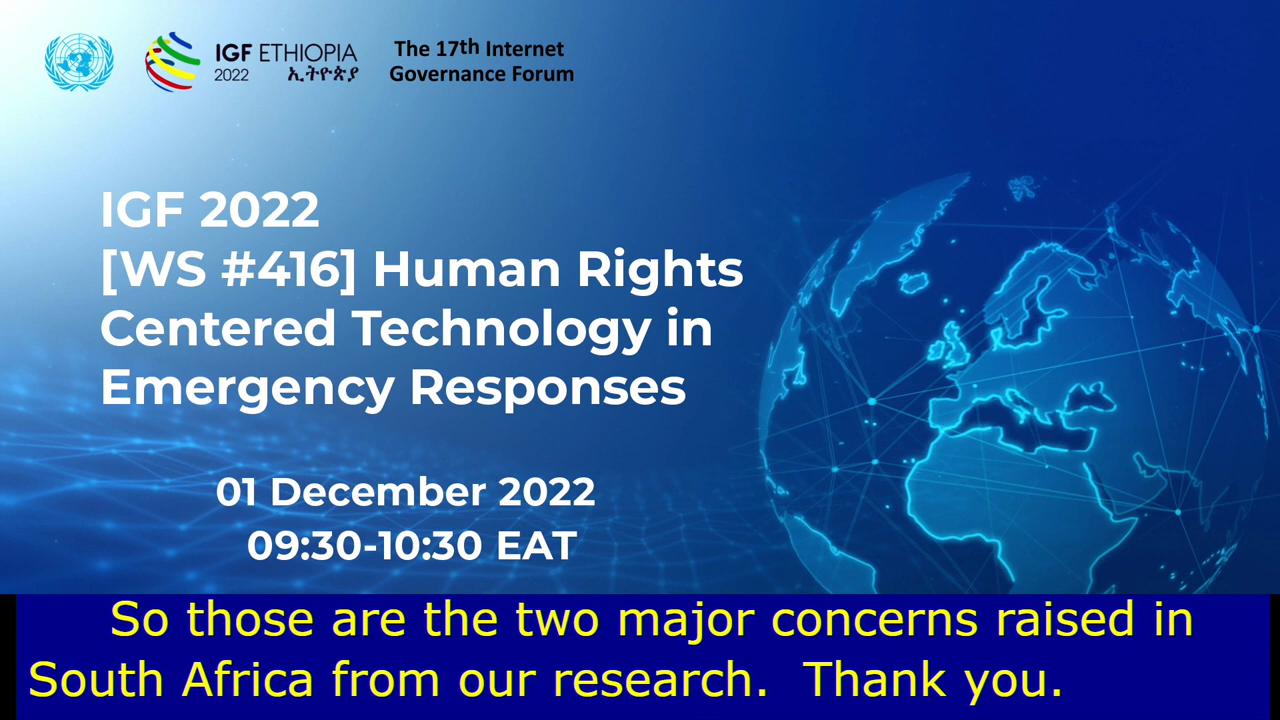 IGF ETHIOPIA
2022 ኢትዮጵያ
The 17th Internet
Governance Forum
IGF 2022
[WS #416] Human Rights
Centered Technology in
Emergency Responses
01 December 2022
09:30-10:30 EAT
So those are the two major concerns raised in
South Africa from our research.  Thank you.